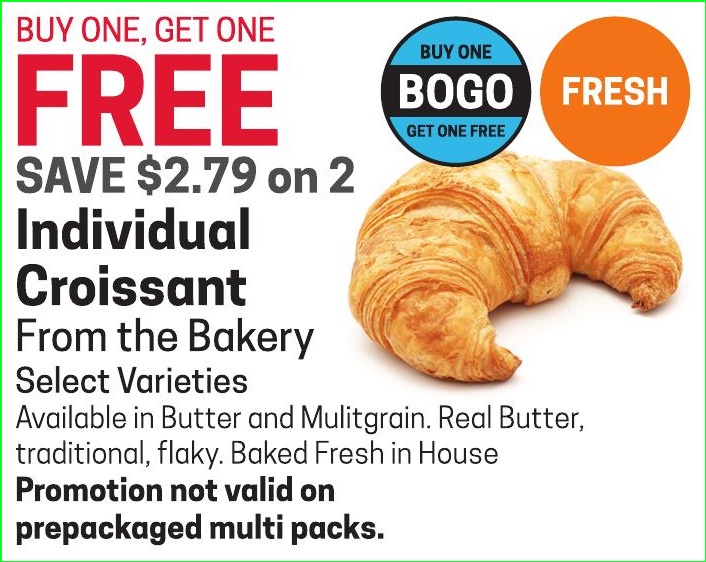 BUY ONE, GET ONE
FREE
SAVE $2.79 on 2
Individual
Croissant
From the Bakery
Select Varieties
Available in Butter and Mulitgrain. Real Butter,
traditional, flaky. Baked Fresh in House
Promotion not valid on
prepackaged multi packs.
BUY ONE
BOGO
GET ONE FREE
FRESH